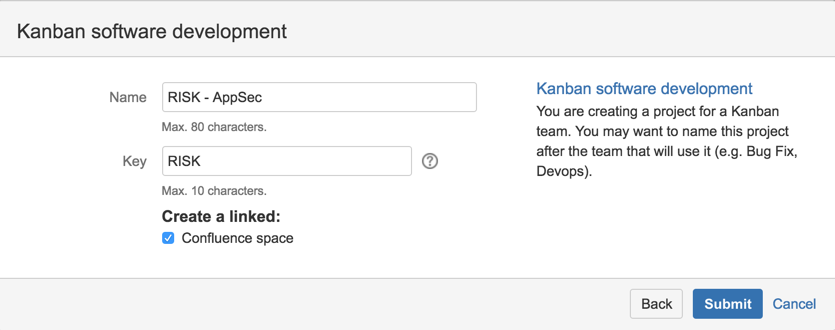 Kanban software development
Name
RISK - AppSec
Max. 80 characters.
Key
RISK
?
Max. 10 characters.
Create a linked:
Confluence space
Kanban software development
You are creating a project for a Kanban
team. You may want to name this project
after the team that will use it (e.g. Bug Fix,
Devops).
Back
Submit
Cancel